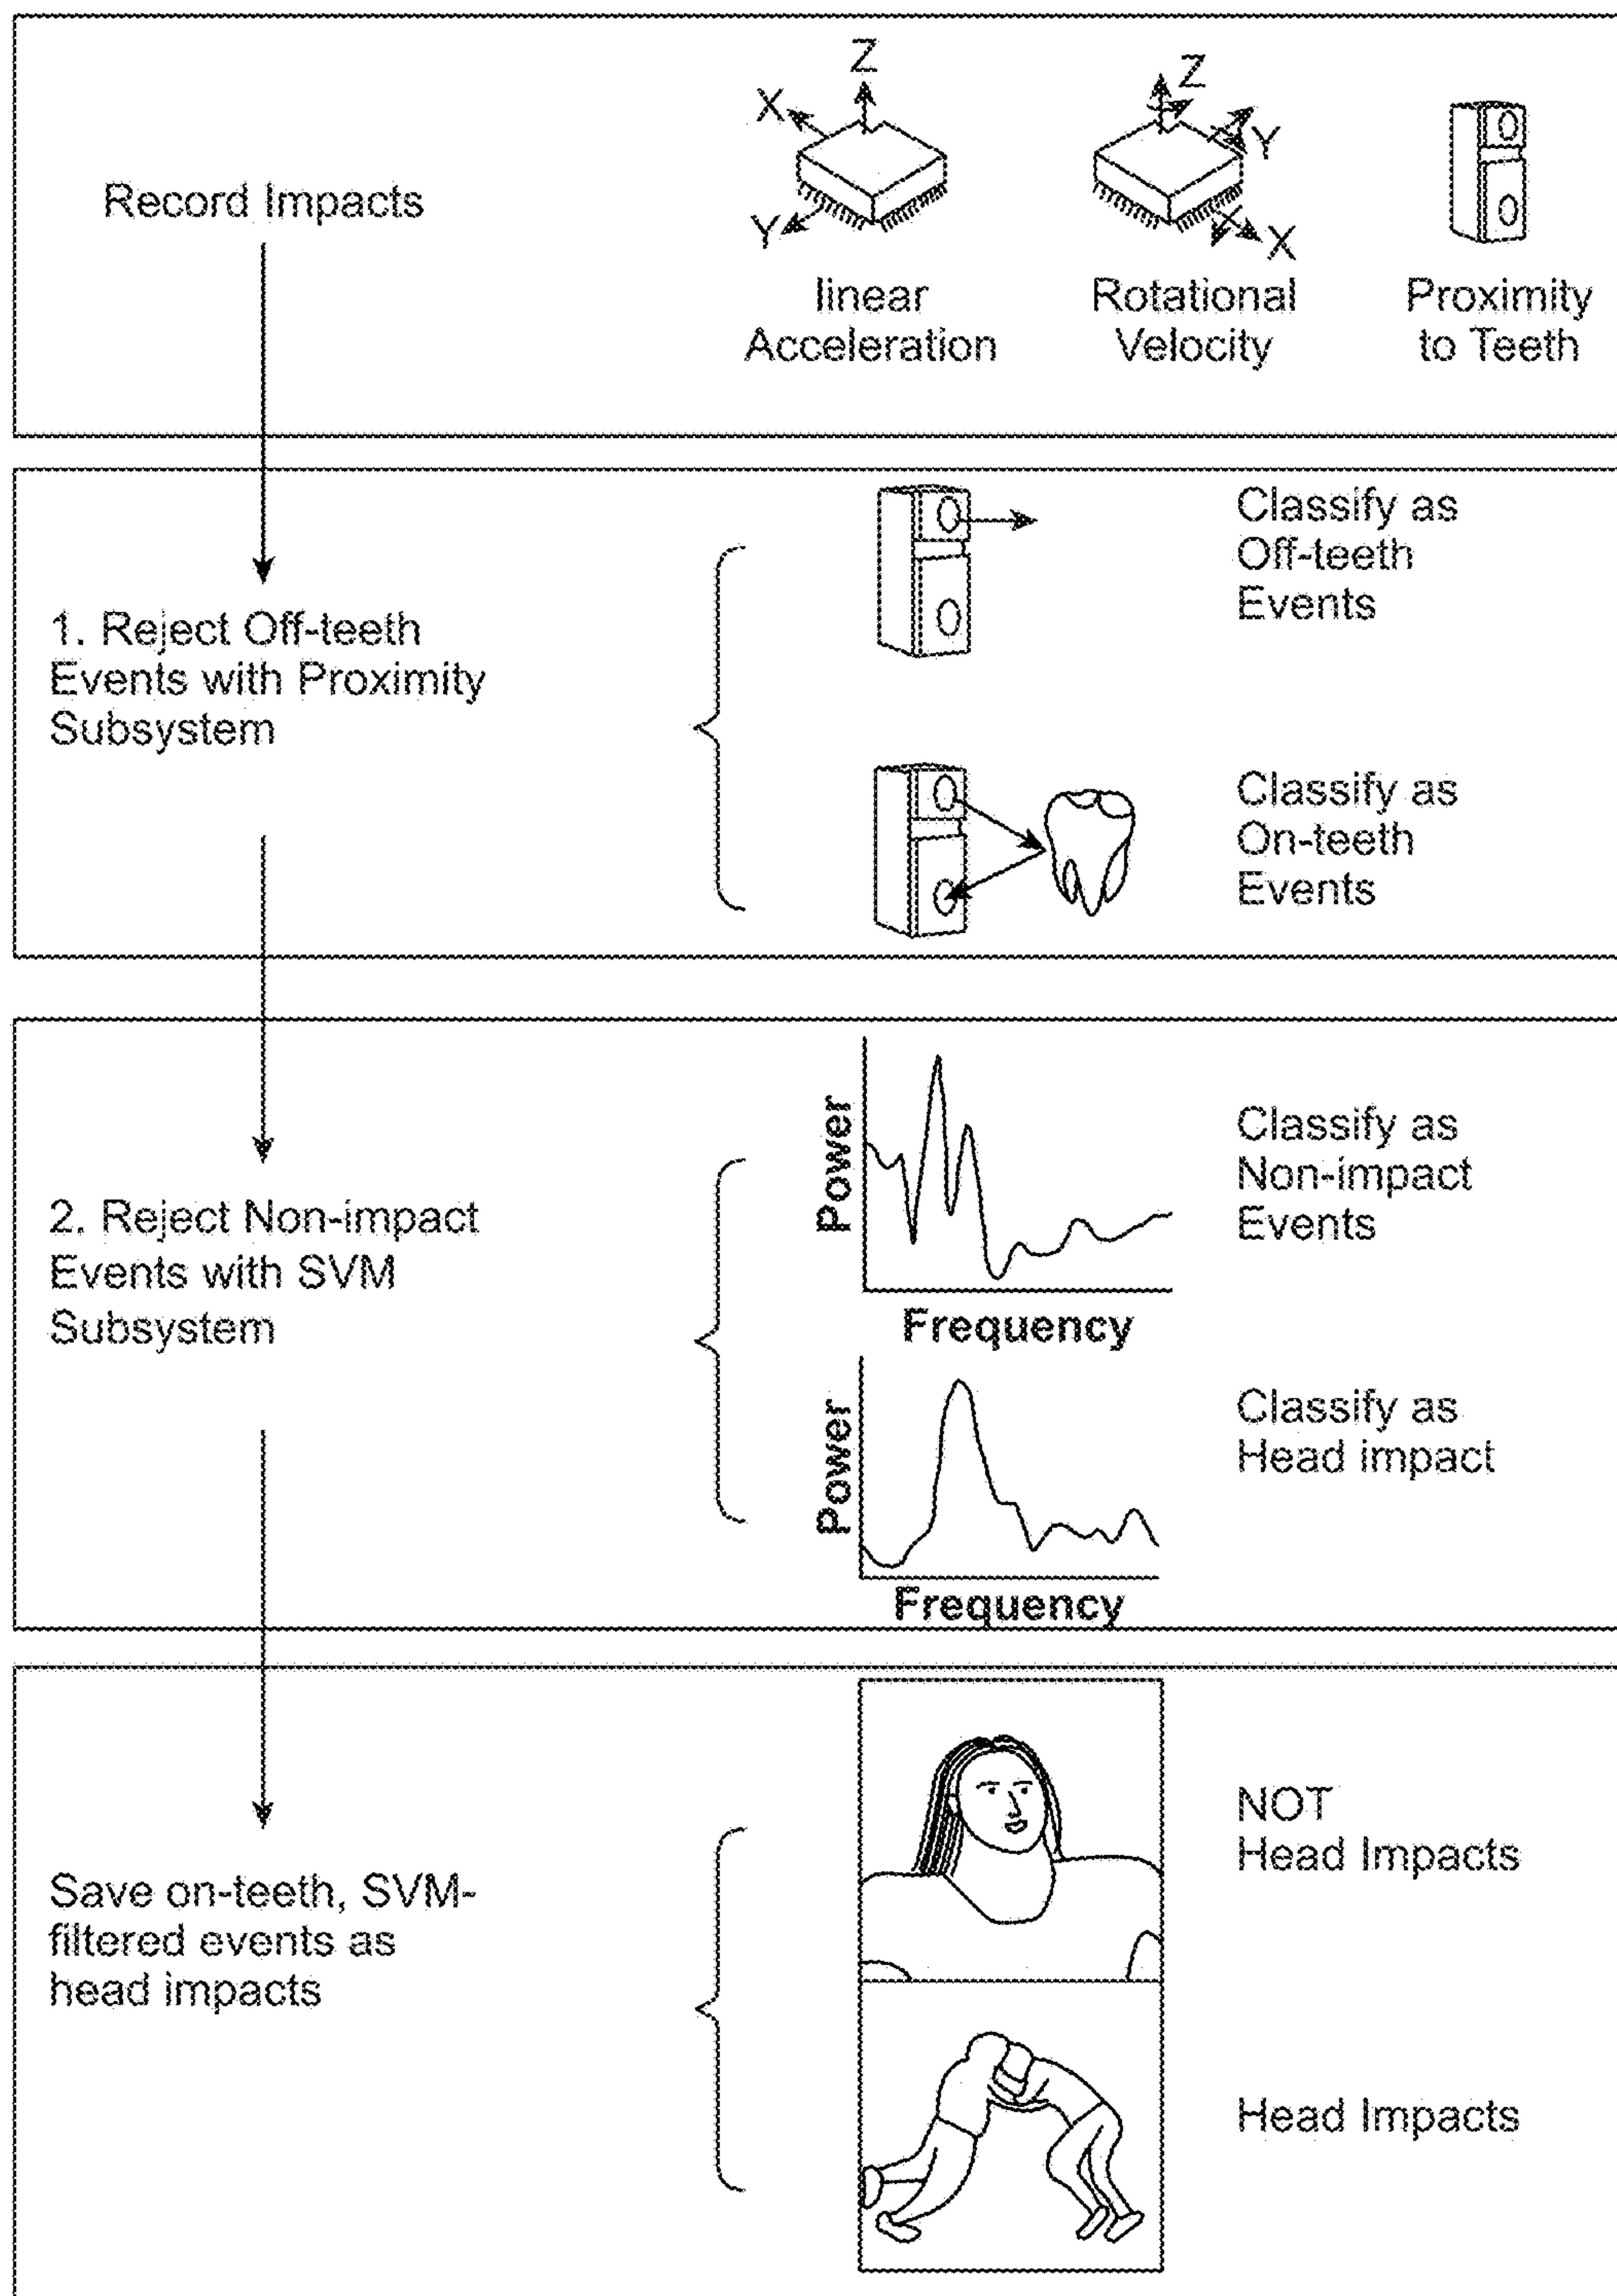 Record Impacts
Z
X
Y
linear
Acceleration
Z
Y
X
Rotational
Velocity
Proximity
to Teeth
1. Reject Off-teeth
Events with Proximity
Subsystem
Classify as
Off-teeth
Events
Classify as
On-teeth
Events
2. Reject Non-impact
Events with SVM
Subsystem
Power
Frequency
Classify as
Non-impact
Events
Power
Frequency
Classify as
Head impact
Save on-teeth, SVM-
filtered events as
head impacts
NOT
Head Impacts
Head Impacts